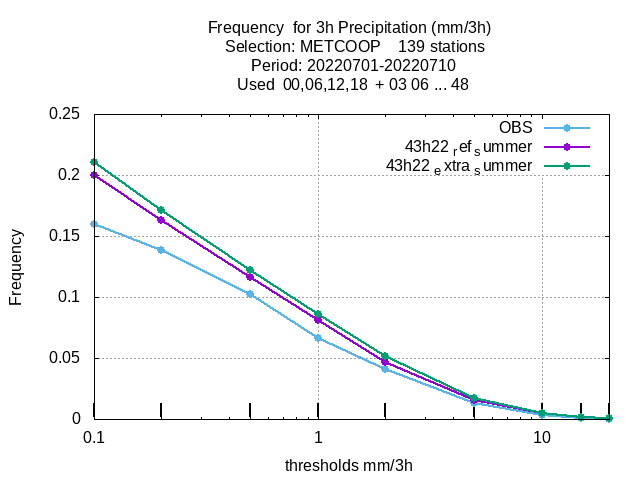 Frequency  for 3h Precipitation (mm/3h)
Selection: METCOOP    139 stations
Period: 20220701-20220710
Used  00,06,12,18  + 03 06 ... 48
OBS
43h22 ref summer
43h22 extra summer
0.25
0.2
0.15
0.1
0.05
0
Frequency
0.1
1
10
thresholds mm/3h